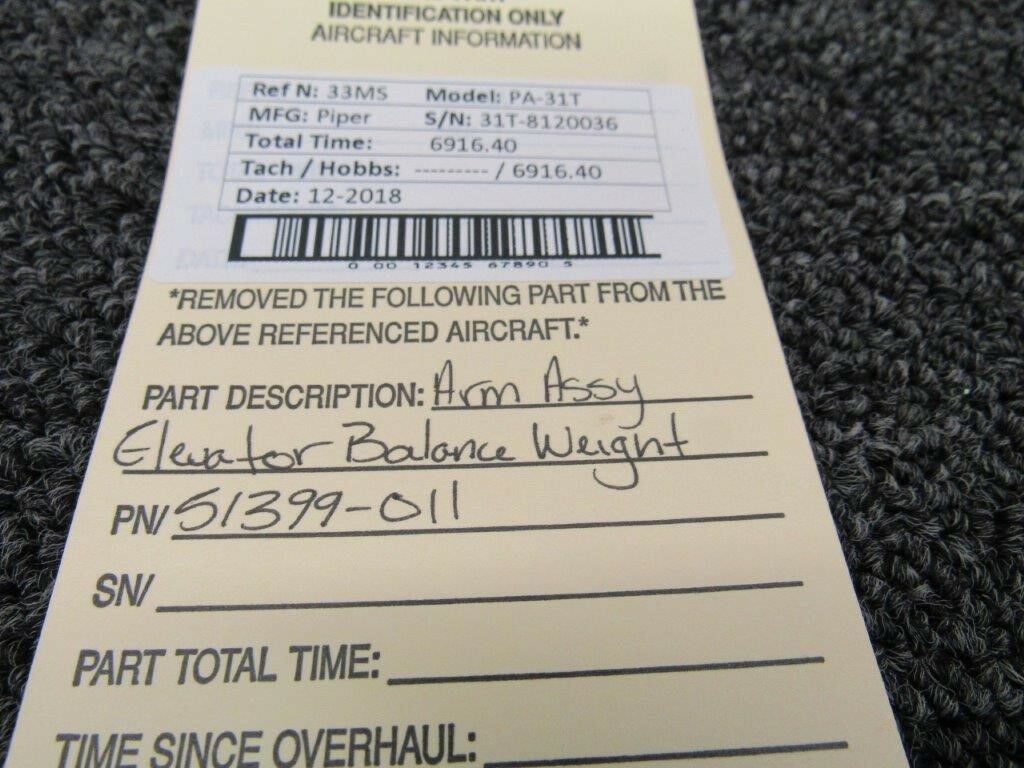 IDENTIFICATION ONLY
AIRCRAFT INFORMATION
Ref N: 33MS Model: PA-31T
MFG: Piper S/N: 31T-8120036
Total Time: 6916.40
Tach / Hobbs: --------- / 6916.40
Date: 12-2018
0 00 12345 67890 5
*REMOVED THE FOLLOWING PART FROM THE
ABOVE REFERENCED AIRCRAFT.*
PART DESCRIPTION: Arm Assy
Elevator Balance Weight
PN/ 51399-011
SN/
PART TOTAL TIME:
TIME SINCE OVERHAUL: